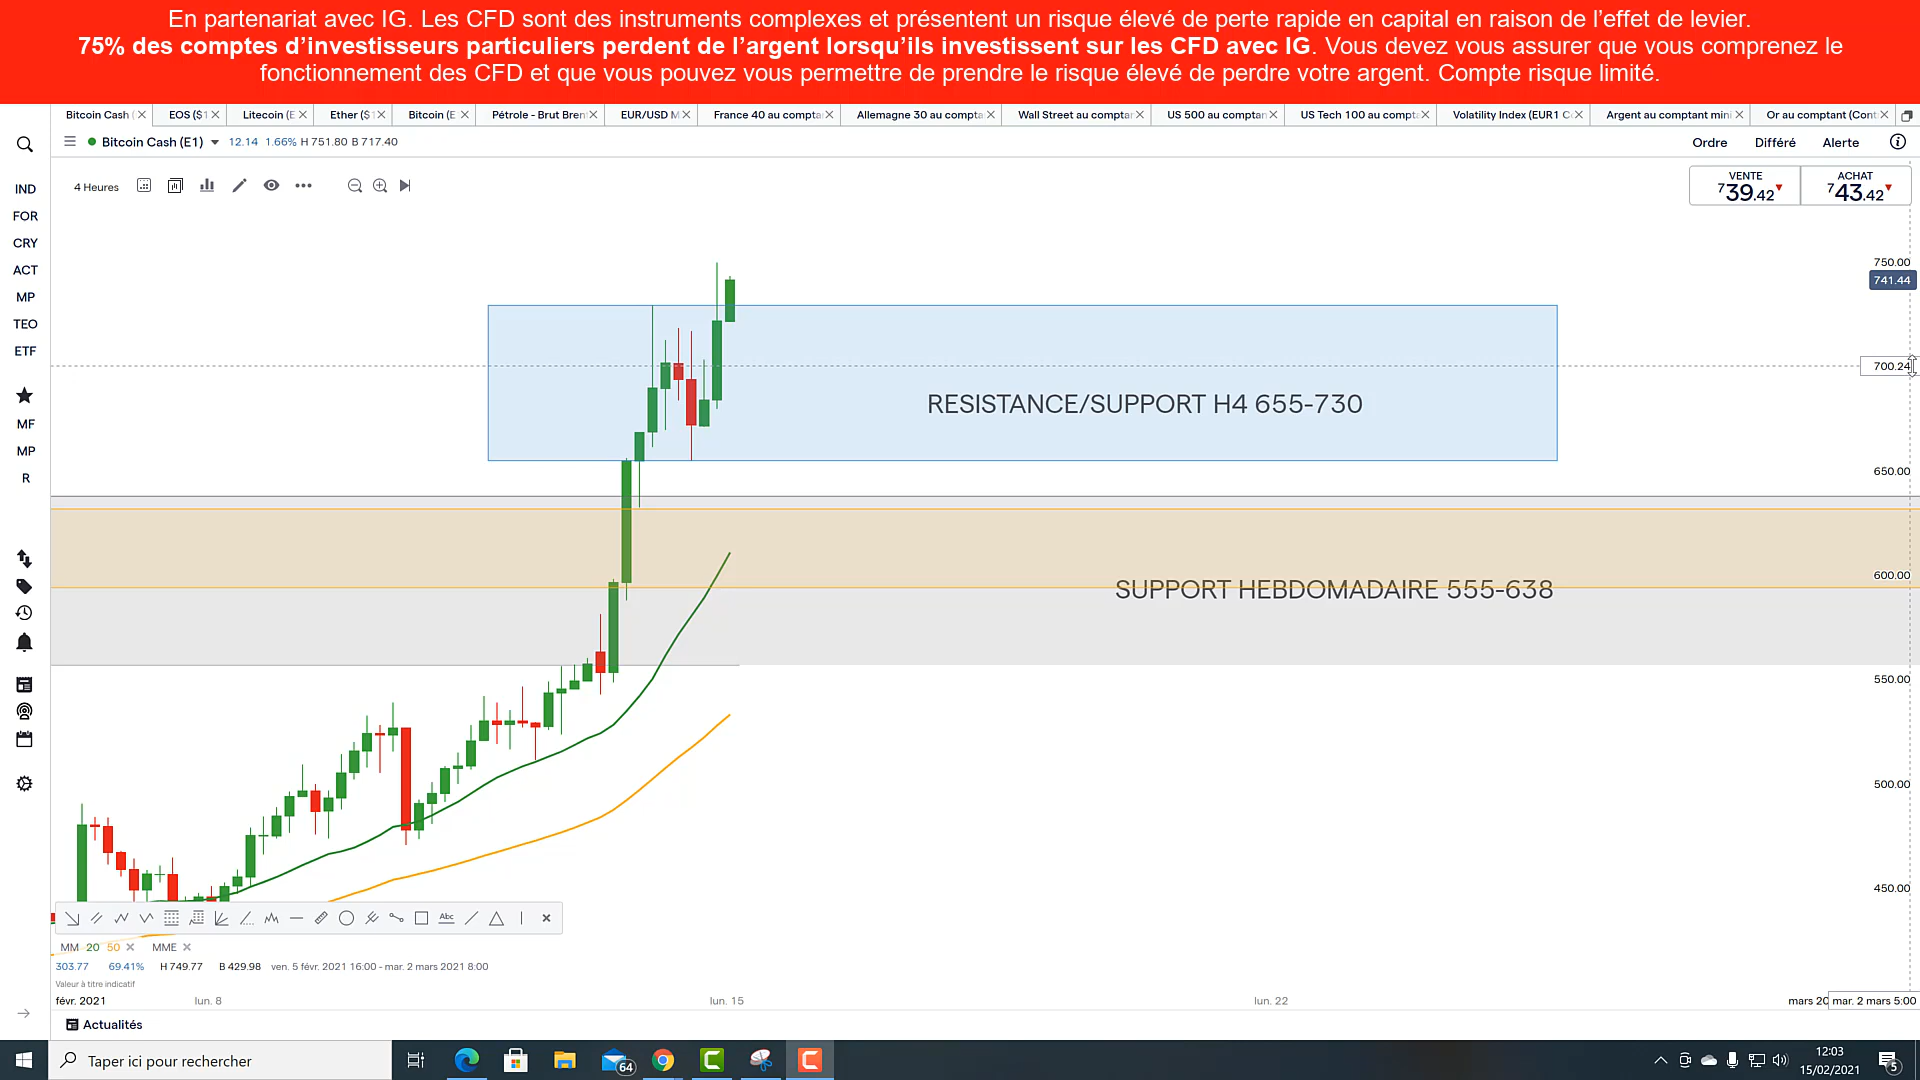 En partenariat avec IG. Les CFD sont des instruments complexes et présentent un risque élevé de perte rapide en capital en raison de l'effet de levier.
75% des comptes d'investisseurs particuliers perdent de l'argent lorsqu'ils investissent sur les CFD avec IG. Vous devez vous assurer que vous comprenez le
fonctionnement des CFD et que vous pouvez vous permettre de prendre le risque élevé de perdre votre argent. Compte risque limité.
Bitcoin Cash ( EOS ($1 Litecoin (E Ether ($1 Bitcoin (E: Pétrole - Brut Bren EUR/USD M France 40 au compta Allemagne 30 au compta Wall Street au comptar US 500 au comptan US Tech 100 au compt Volatility Index (EUR1 C Argent au comptant mini Or au comptant (Cont
Bitcoin Cash (E1) 12.14 1.66% H 751.80 B 717.40 Ordre Différé Alerte
4 Heures
VENTE ACHAT
739.42 743.42
IND
FOR
CRY
ACT
MP
TEO
ETF
MF
MP
R
750.00
741.44
700.24
650.00
600.00
550.00
500.00
450.00
RESISTANCE/SUPPORT H4 655-730
SUPPORT HEBDOMADAIRE 555-638
Abc
MM 20 50 MME
303.77 69.41% H 749.77 B 429.98 ven. 5 févr. 2021 16:00 - mar. 2 mars 2021 8:00
Valeur à titre indicatif
févr. 2021 lun. 8 lun. 15 lun. 22 mars 20 mar. 2 mars 5:00
Actualités
Taper ici pour rechercher
64
12:03
15/02/2021
5